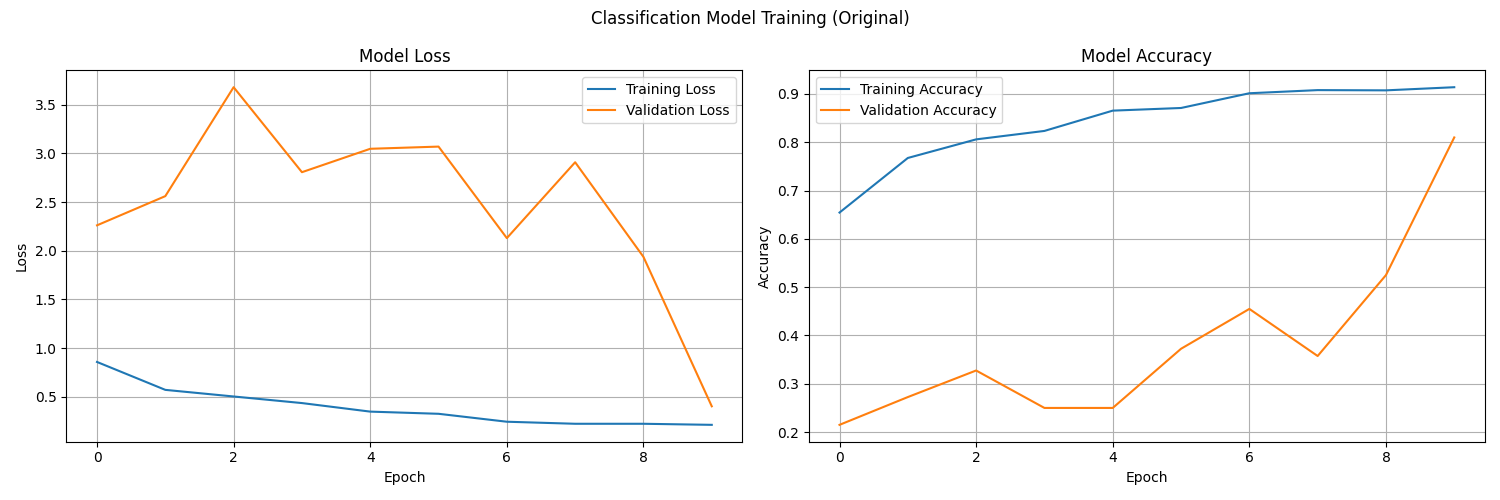 Classification Model Training (Original)
Model Loss
Training Loss
Validation Loss
3.5
3.0
2.5
2.0
1.5
1.0
0.5
Loss
0 2 4 6 8
Epoch
Model Accuracy
Training Accuracy
Validation Accuracy
0.9
0.8
0.7
0.6
0.5
0.4
0.3
0.2
Accuracy
0 2 4 6 8
Epoch